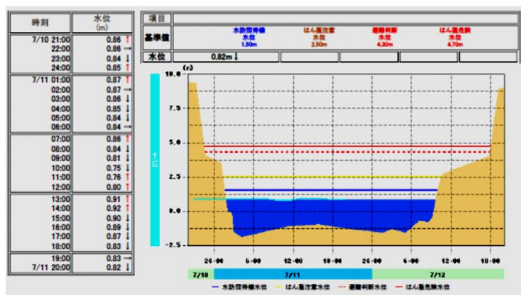 時刻 水位
(m)
7/10 21:00 0.86 ↑
22:00 0.86 →
23:00 0.84 ↓
24:00 0.85 ↑
7/11 01:00 0.87 ↑
02:00 0.87 →
03:00 0.86 ↓
04:00 0.85 ↓
05:00 0.84 ↓
06:00 0.84 →
07:00 0.86 ↑
08:00 0.84 ↓
09:00 0.81 ↓
10:00 0.75 ↓
11:00 0.76 ↑
12:00 0.80 ↑
13:00 0.91 ↑
14:00 0.92 ↑
15:00 0.90 ↓
16:00 0.89 ↓
17:00 0.87 ↓
18:00 0.83 ↓
19:00 0.83 →
7/11 20:00 0.82 ↓
項目
基準値
水防団待機
水位
1.50m
はん濫注意
水位
2.50m
避難判断
水位
4.30m
はん濫危険
水位
4.70m
水位 0.82m ↓
10.0
7.5
5.0
2.5
0.0
-2.5
6:00 12:00 18:00 6:00 12:00 18:00
7/10 7/11 7/12
水防団待機水位 はん濫注意水位 避難判断水位 はん濫危険水位